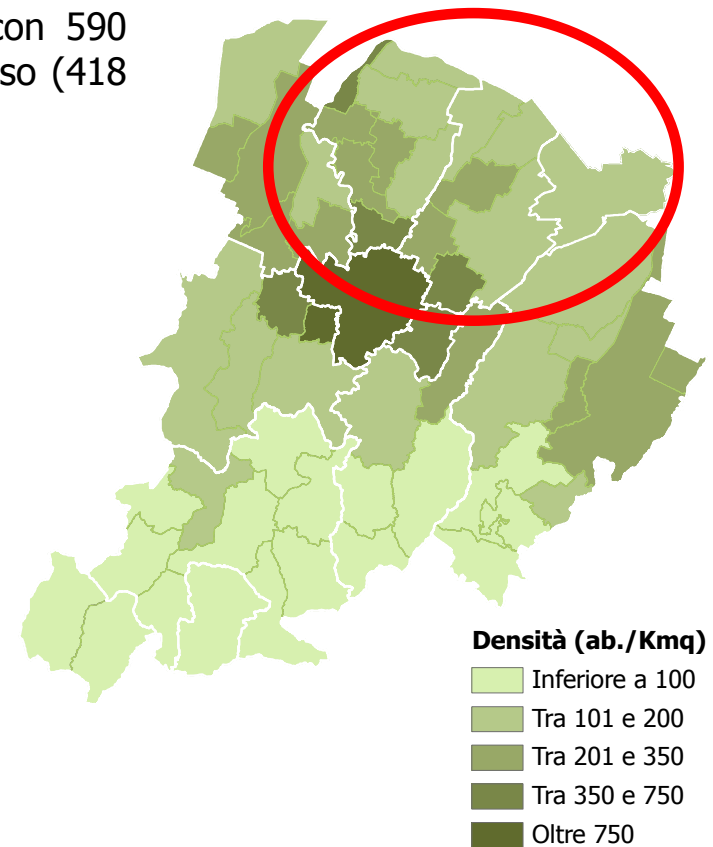 con 590
so (418
Densità (ab./Kmq)
Inferiore a 100
Tra 101 e 200
Tra 201 e 350
Tra 350 e 750
Oltre 750